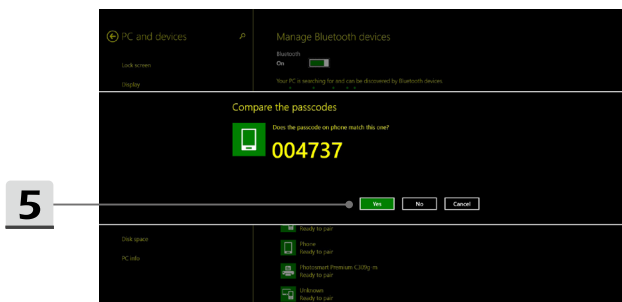 PC and devices
Manage Bluetooth devices
Bluetooth
On
Lock screen
Your PC is searching for and can be discovered by Bluetooth devices.
Display
Compare the passcodes
Does the passcode on phone match this one?
004737
5
Yes
No
Cancel
Ready to pair
Disk space
Phone
Ready to pair
PC info
Photosmart Premium C309g-m
Ready to pair
Unknown
Ready to pair